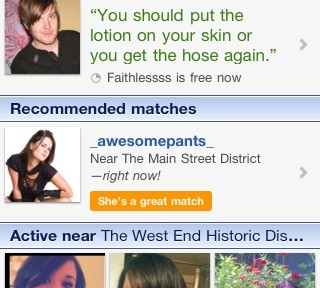 “You should put the
lotion on your skin or
you get the hose again.”
Faithlessss is free now
Recommended matches
_awesomepants_
Near The Main Street District
—right now!
She's a great match
Active near The West End Historic Dis...